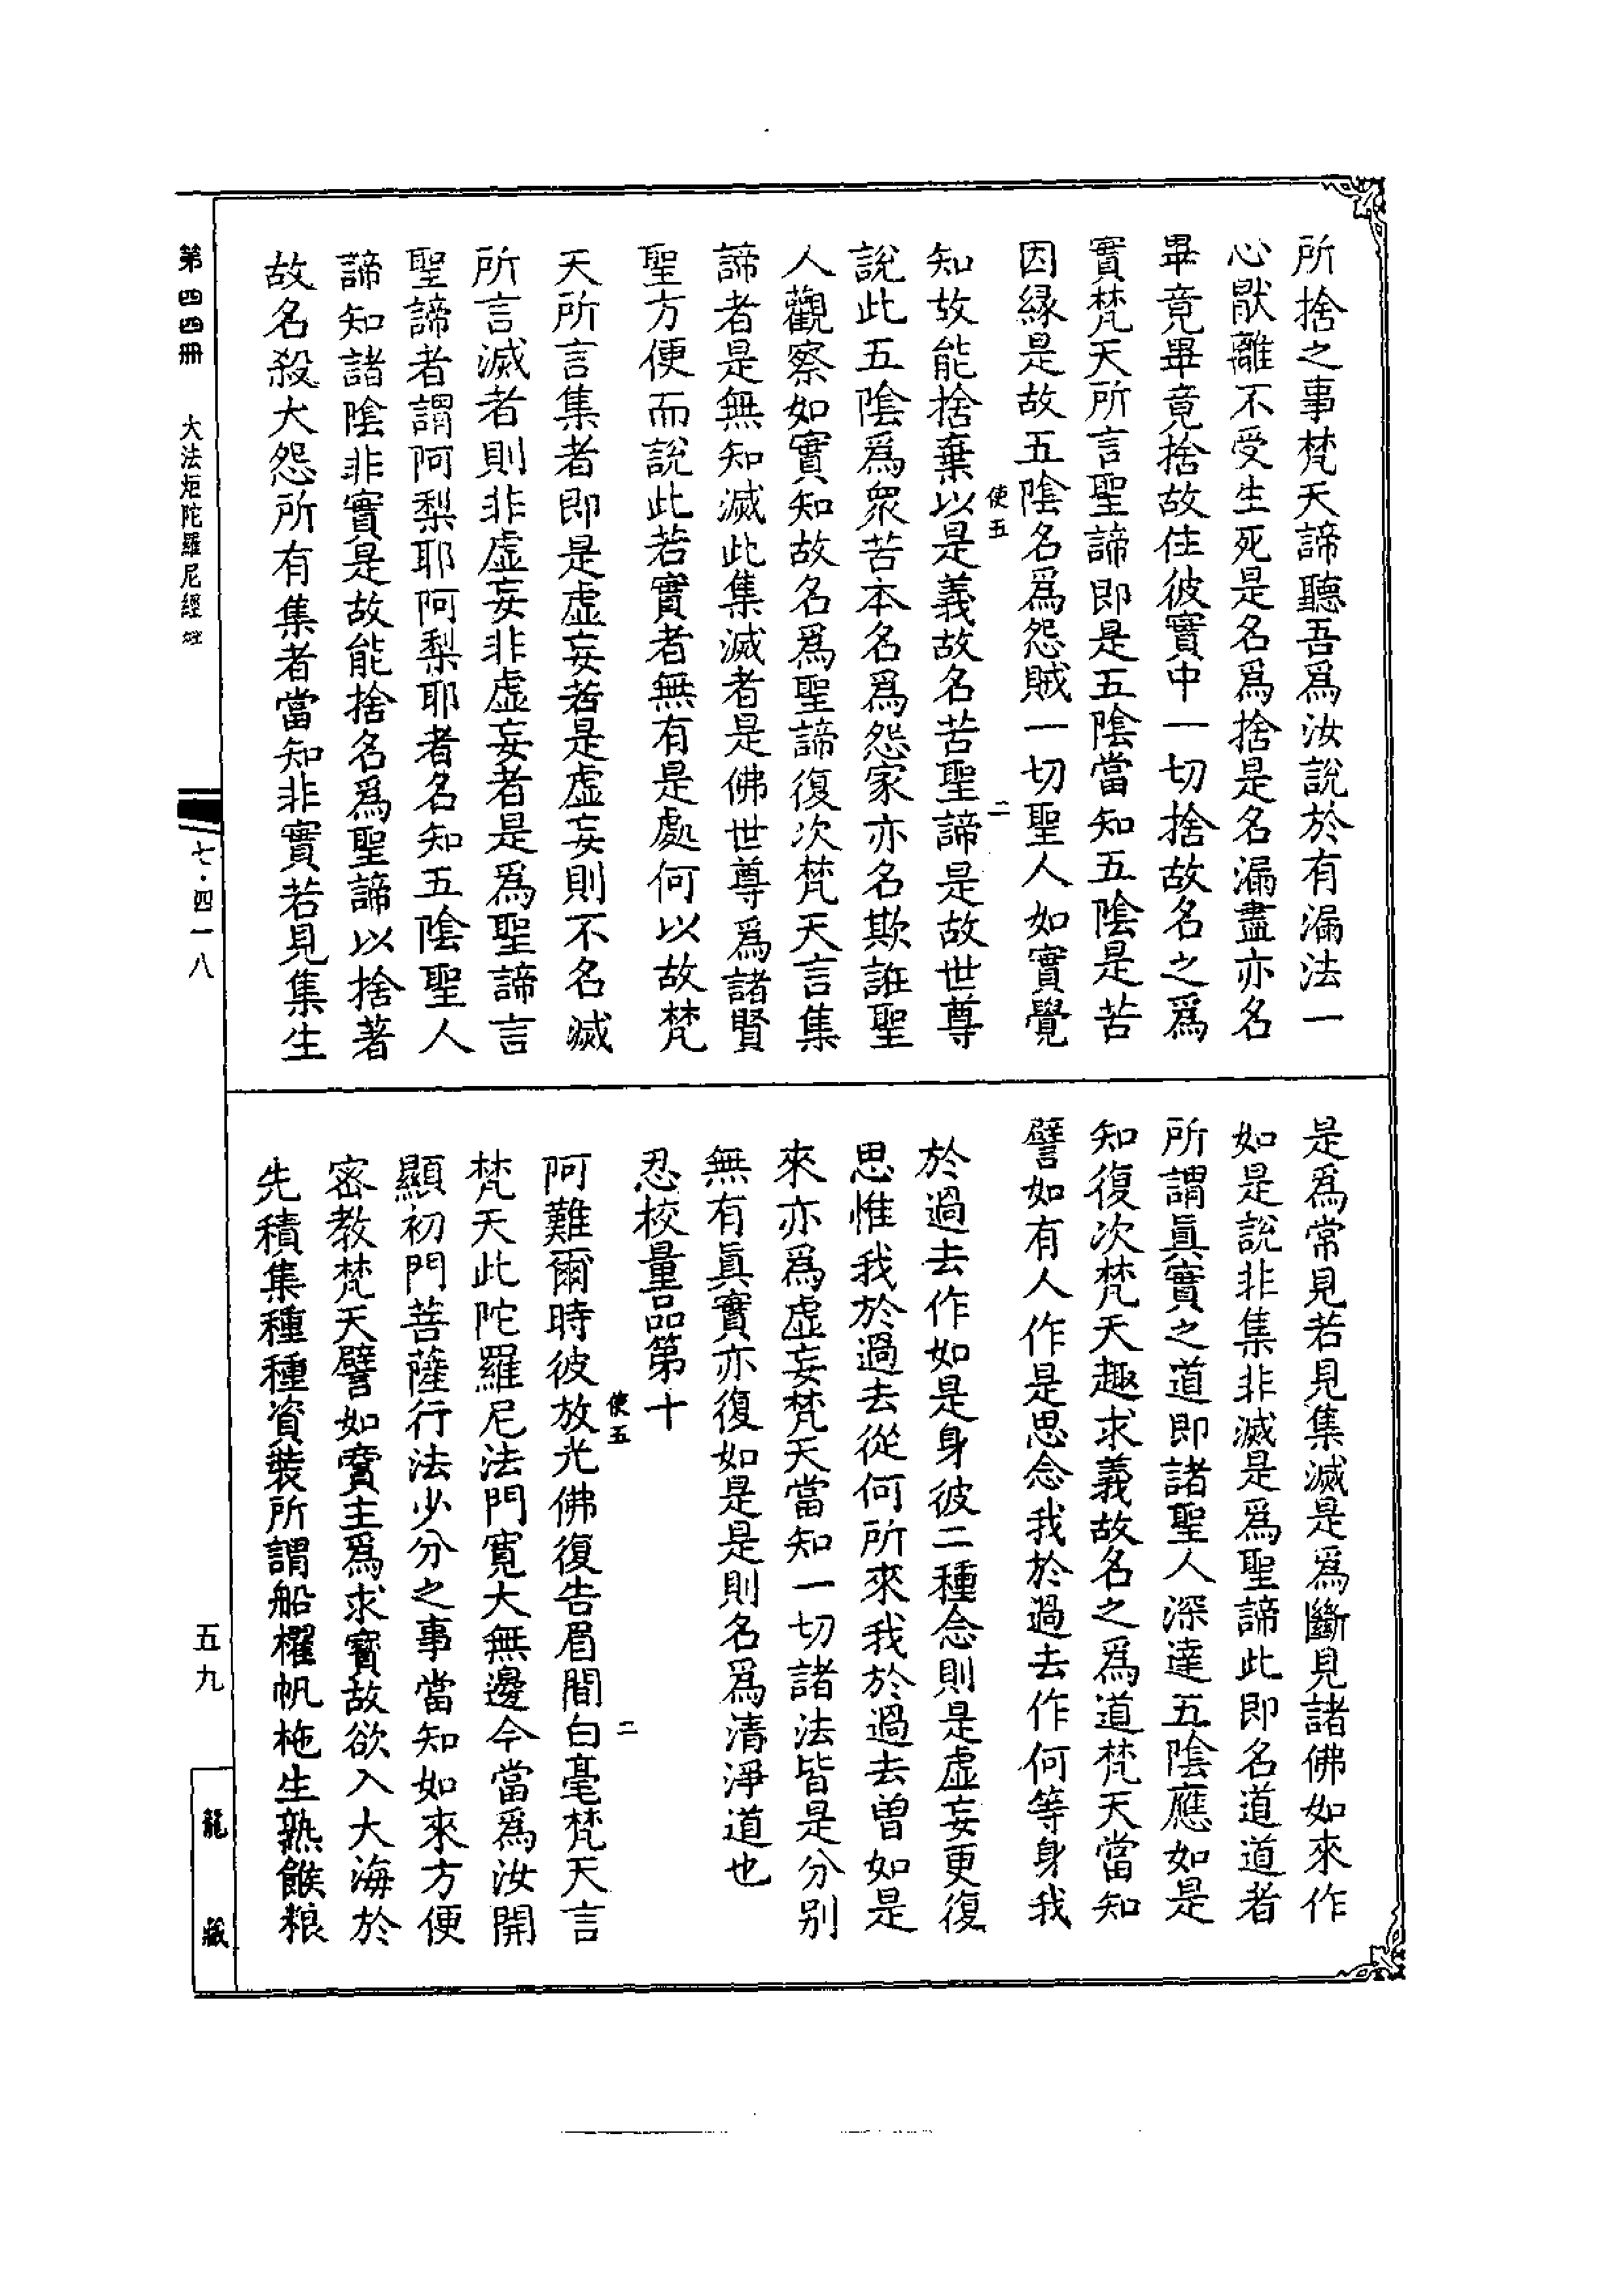 所捨之事梵天諦聽吾爲汝說於有漏法一
心猒離不受生死是名爲捨是名漏盡亦名
畢竟畢竟捨故住彼實中一切捨故名之爲
實梵天所言聖諦即是五陰當知五陰是苦
因緣是故五陰名爲怨賊一切聖人如實覺
使五
二
知故能捨棄以是義故名苦聖諦是故世尊
說此五陰爲衆苦本名爲怨家亦名欺誑聖
人觀察如實知故名爲聖諦復次梵天言集
諦者是無知滅此集滅者是佛世尊爲諸賢
聖方便而說此若實者無有是處何以故梵
天所言集者即是虛妄若是虛妄則不名滅
所言滅者則非虛妄非虛妄者是爲聖諦言
聖諦者謂阿梨耶阿梨耶者名知五陰聖人
諦知諸陰非實是故能捨名爲聖諦以捨著
故名殺大怨所有集者當知非實若見集生
是爲常見若見集滅是爲斷見諸佛如來作
如是說非集非滅是爲聖諦此即名道道者
所謂眞實之道即諸聖人深達五陰應如是
知復次梵天趣求義故名之爲道梵天當知
譬如有人作是思念我於過去作何等身我
於過去作如是身彼二種念則是虛妄更復
思惟我於過去從何所來我於過去曽如是
來亦爲虛妄梵天當知一切諸法皆是分別
無有眞實亦復如是是則名爲清淨道也
忍校量品第十
使五
二
阿難爾時彼放光佛復告眉間白毫梵天言
梵天此陀羅尼法門寛大無邊今當爲汝開
顯初門菩薩行法少分之事當知如來方便
密教梵天譬如賣主爲求寳故欲入大海於
先積集種種資裝所謂船櫂帆柂生熟餱粮
第四四冊
大法炬陀羅尼經
七·四一八
五九
龍藏